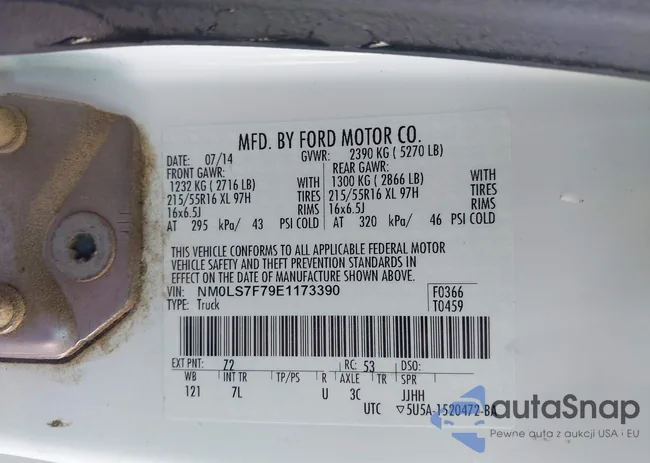 MFD. BY FORD MOTOR CO.
DATE: 07/14 GVWR: 2390 KG ( 5270 LB)
FRONT GAWR: REAR GAWR:
1232 KG ( 2716 LB) WITH 1300 KG ( 2866 LB) WITH
215/55R16 XL 97H TIRES 215/55R16 XL 97H TIRES
16x6.5J RIMS 16x6.5J RIMS
AT 295 kPa/ 43 PSI COLD AT 320 kPa/ 46 PSI COLD
THIS VEHICLE CONFORMS TO ALL APPLICABLE FEDERAL MOTOR
VEHICLE SAFETY AND THEFT PREVENTION STANDARDS IN
EFFECT ON THE DATE OF MANUFACTURE SHOWN ABOVE.
VIN: NM0LS7F79E1173390 F0366
TYPE: Truck T0459
EXT PNT: 72 RC: 53 DSO:
WB INT TR TP/PS R AXLE TR SPR
121 7L U 3C JJHH
UTC ▽5U5A-1520472-BA
autaSnap
Pewne auta z aukcji USA i EU